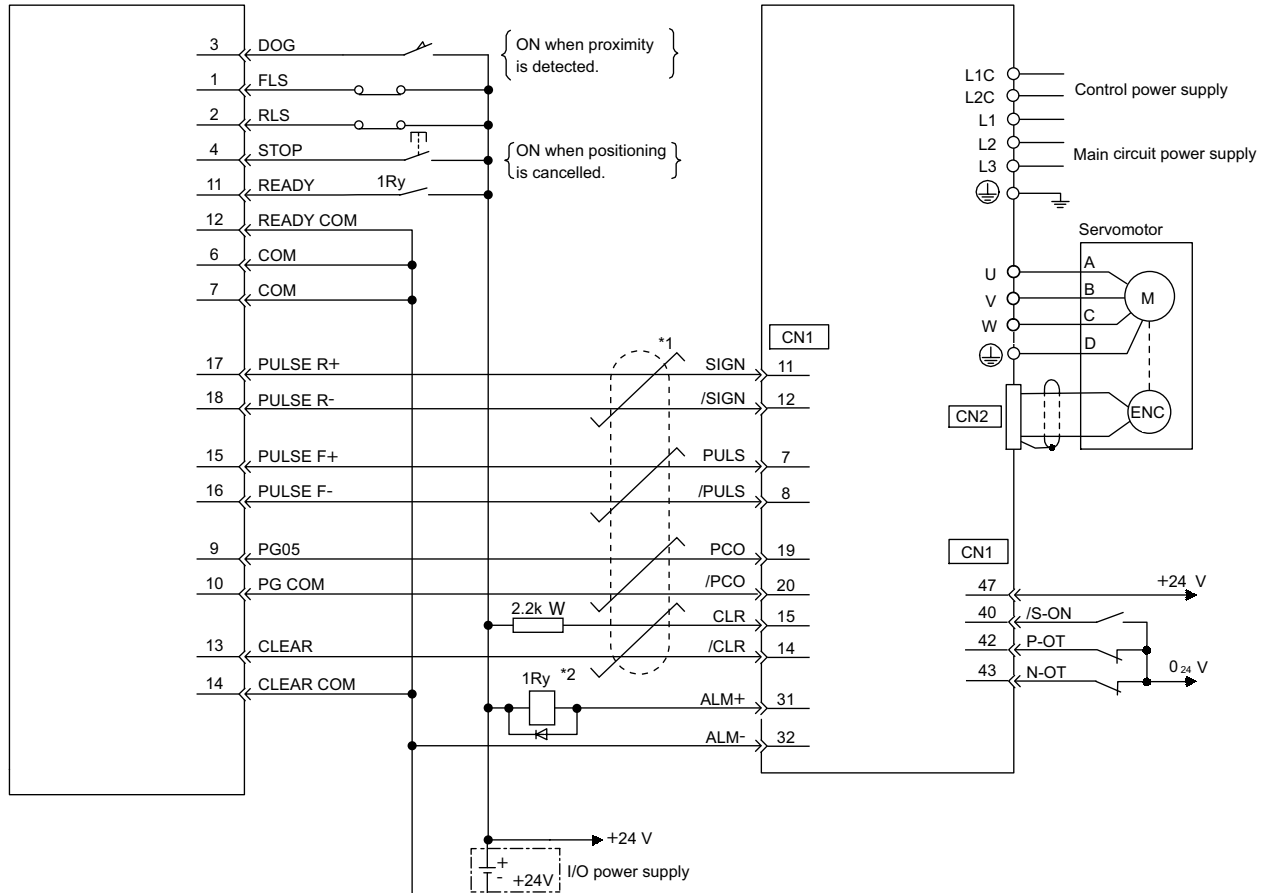 3 DOG
ON when proximity
is detected.
1 FLS
2 RLS
4 STOP
ON when positioning
is cancelled.
11 READY 1Ry
12 READY COM
6 COM
7 COM
17 PULSE R+
18 PULSE R-
15 PULSE F+
16 PULSE F-
9 PG05
10 PG COM
13 CLEAR
14 CLEAR COM
*1
2.2k W
1Ry *2
CN1
SIGN 11
/SIGN 12
PULS 7
/PULS 8
PCO 19
/PCO 20
CLR 15
/CLR 14
ALM+ 31
ALM- 32
L1C
L2C
Control power supply
L1
L2
L3
Main circuit power supply
Servomotor
U A
V B
W C
D
M
CN2
ENC
CN1
47 +24 V
40 /S-ON
42 P-OT
43 N-OT
0 24 V
+24 V
+
- +24V
I/O power supply